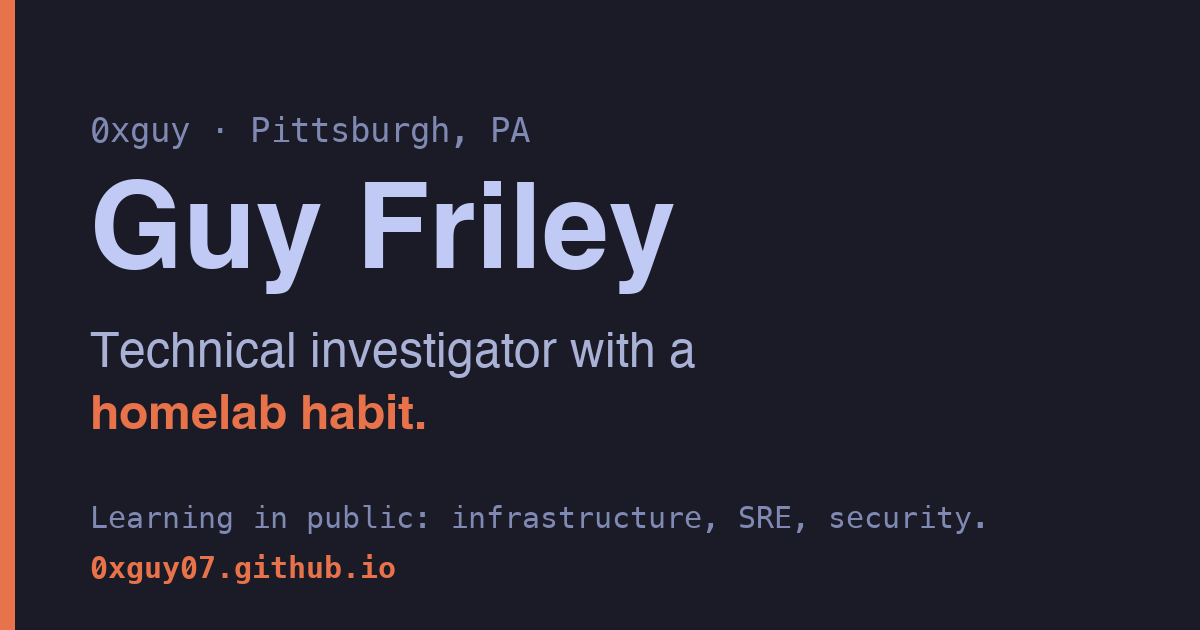 0xguy · Pittsburgh, PA
Guy Friley
Technical investigator with a
homelab habit.
Learning in public: infrastructure, SRE, security.
0xguy07.github.io